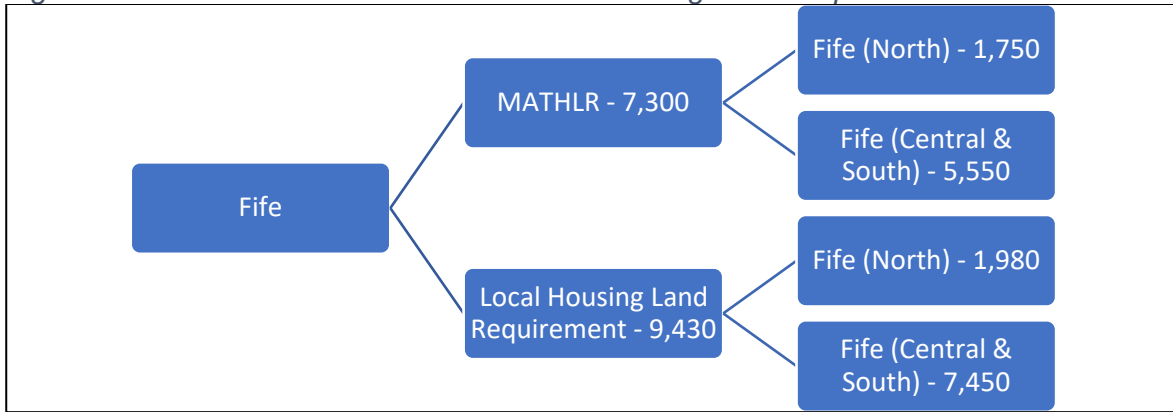 Fife (North) - 1,750
MATHLR - 7,300
Fife (Central &
South) - 5,550
Fife
Fife (North) - 1,980
Local Housing Land
Requirement - 9,430
Fife (Central &
South) - 7,450